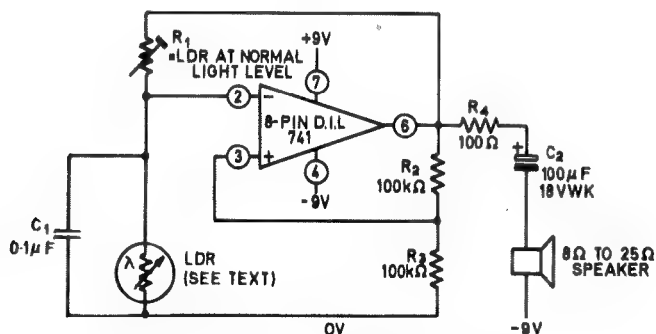 R1
=LDR AT NORMAL
LIGHT LEVEL
+9V
7
2
-
8-PIN D.I.L
741
6
3
+
4
-9V
R4
100Ω
+
C2
100μF
18VWK
R2
100kΩ
C1
0·1μF
λ
LDR
(SEE TEXT)
R3
100kΩ
8Ω TO 25Ω
SPEAKER
0V
-9V